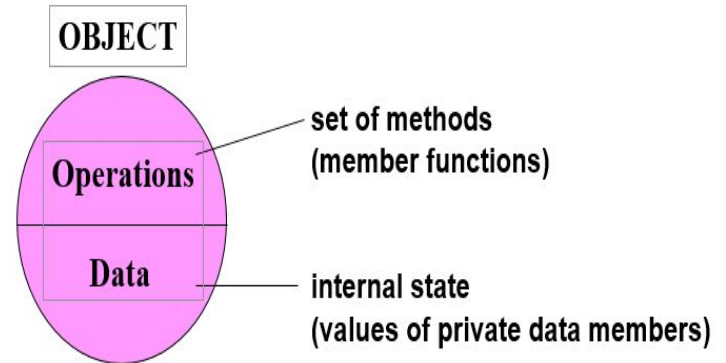 OBJECT
Operations
set of methods
(member functions)
Data
internal state
(values of private data members)